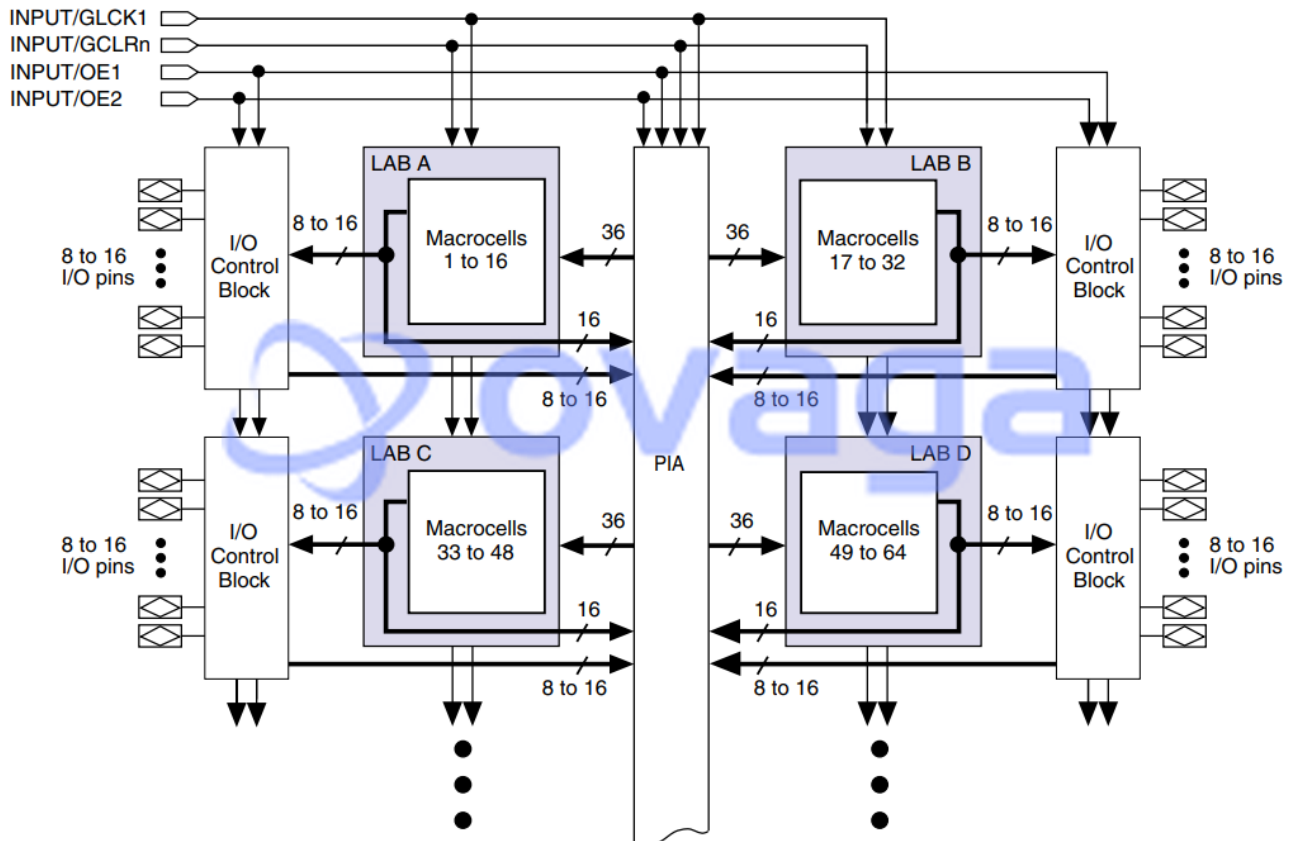 INPUT/GLCK1
INPUT/GCLRn
INPUT/OE1
INPUT/OE2
LAB A
LAB B
8 to 16
36
36
8 to 16
8 to 16
I/O pins
I/O
Control
Block
Macrocells
1 to 16
Macrocells
17 to 32
I/O
Control
Block
8 to 16
I/O pins
16
16
8 to 16
8 to 16
ovaga
LAB C
PIA
LAB D
8 to 16
36
36
8 to 16
8 to 16
I/O pins
I/O
Control
Block
Macrocells
33 to 48
Macrocells
49 to 64
I/O
Control
Block
8 to 16
I/O pins
16
16
8 to 16
8 to 16